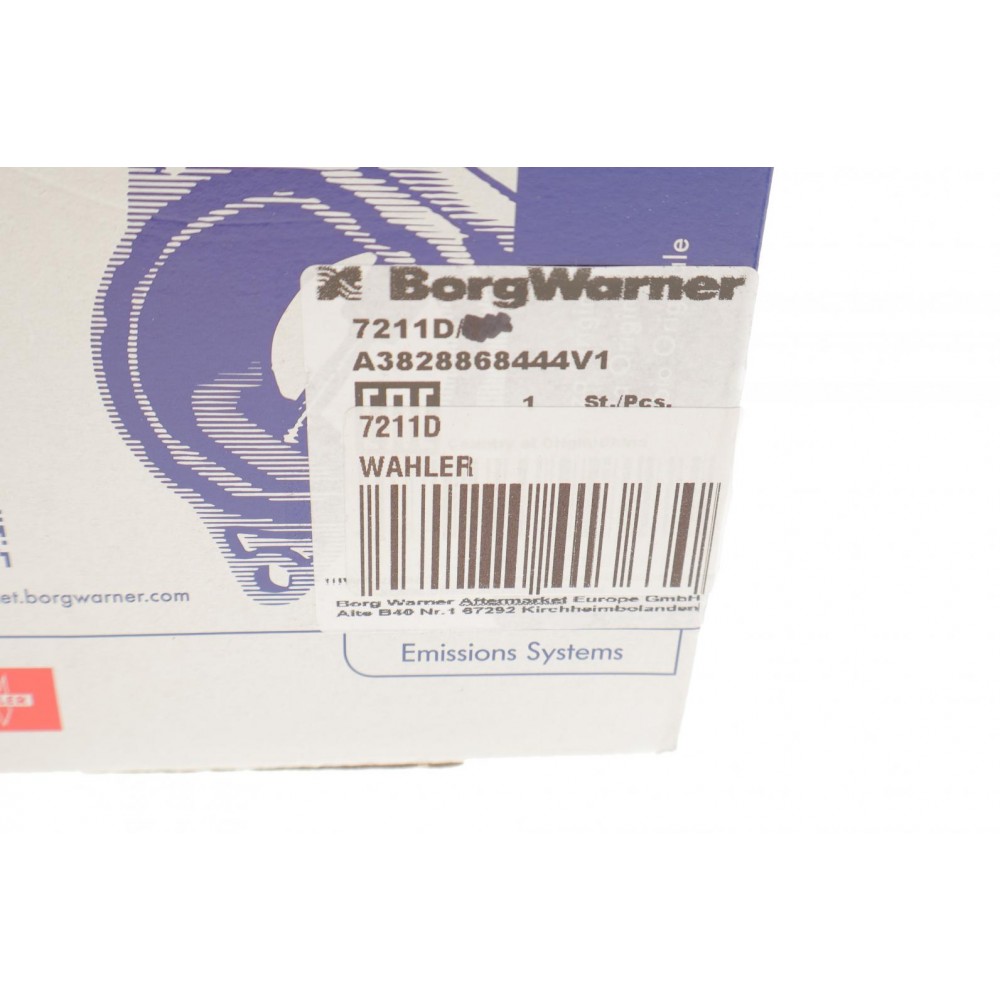 BorgWarner
7211D/
A3828868444V1
EAC 1 St./Pcs.
7211D
WAHLER
Borg Warner Aftermarket Europe GmbH
Alte B40 Nr.1 67292 Kirchheimbolanden
et.borgwarner.com
Emissions Systems